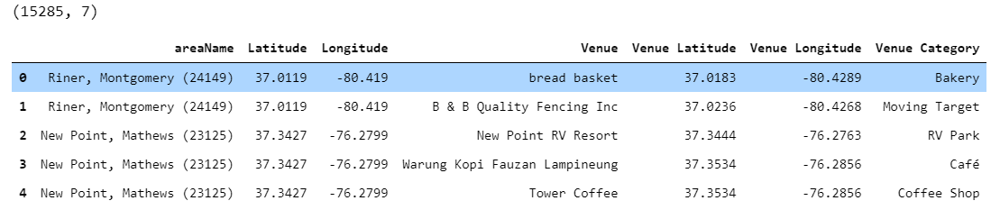 (15285, 7)
areaName Latitude Longitude Venue Venue Latitude Venue Longitude Venue Category
0 Riner, Montgomery (24149) 37.0119 -80.419 bread basket 37.0183 -80.4289 Bakery
1 Riner, Montgomery (24149) 37.0119 -80.419 B & B Quality Fencing Inc 37.0236 -80.4268 Moving Target
2 New Point, Mathews (23125) 37.3427 -76.2799 New Point RV Resort 37.3444 -76.2763 RV Park
3 New Point, Mathews (23125) 37.3427 -76.2799 Warung Kopi Fauzan Lampineung 37.3534 -76.2856 Café
4 New Point, Mathews (23125) 37.3427 -76.2799 Tower Coffee 37.3534 -76.2856 Coffee Shop